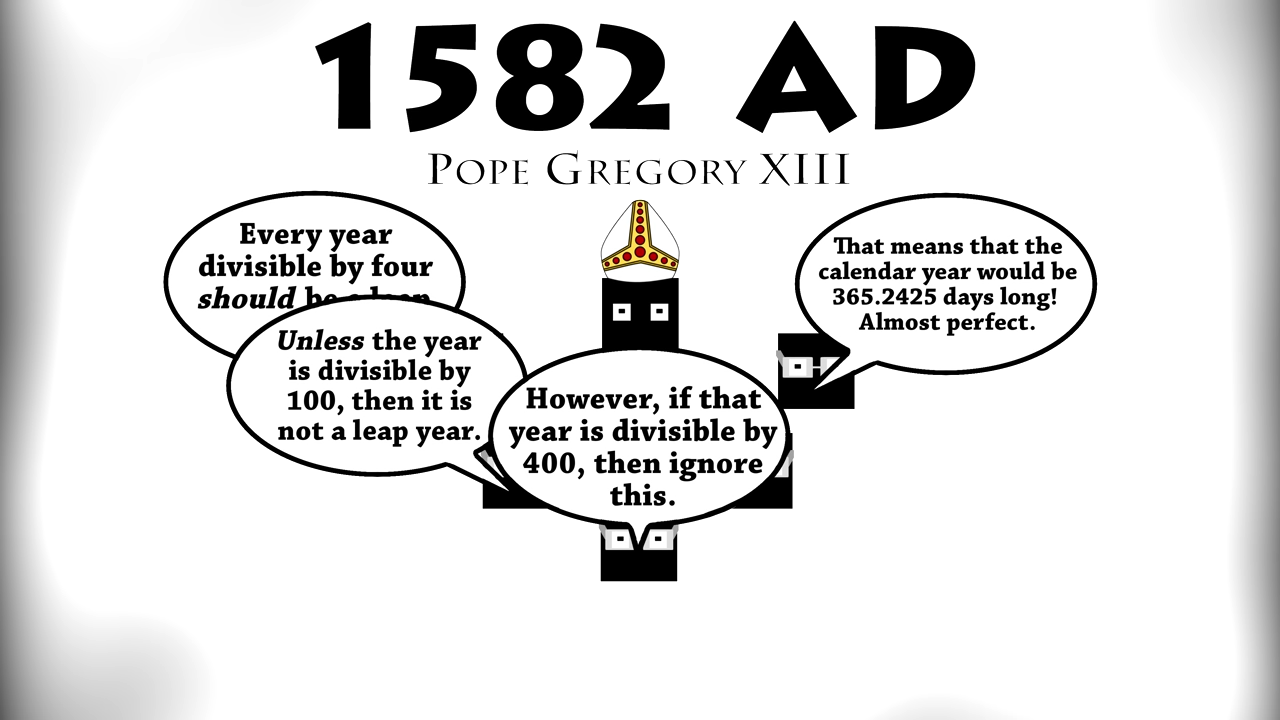 1582 AD
Pope Gregory XIII
Every year
divisible by four
should be a leap
Unless the year
is divisible by
100, then it is
not a leap year.
However, if that
year is divisible by
400, then ignore
this.
That means that the
calendar year would be
365.2425 days long!
Almost perfect.